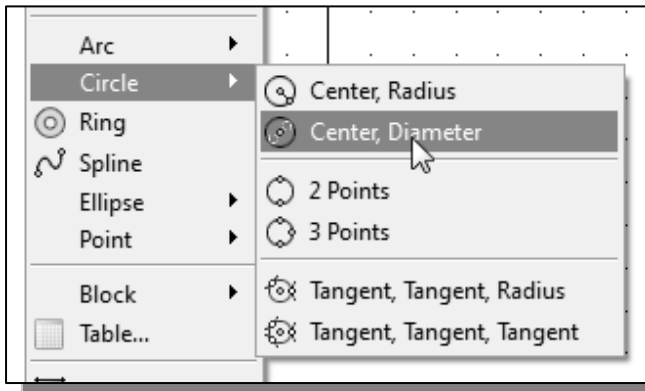 Arc
Circle
Ring
Spline
Ellipse
Point
Block
Table...
Center, Radius
Center, Diameter
2 Points
3 Points
Tangent, Tangent, Radius
Tangent, Tangent, Tangent